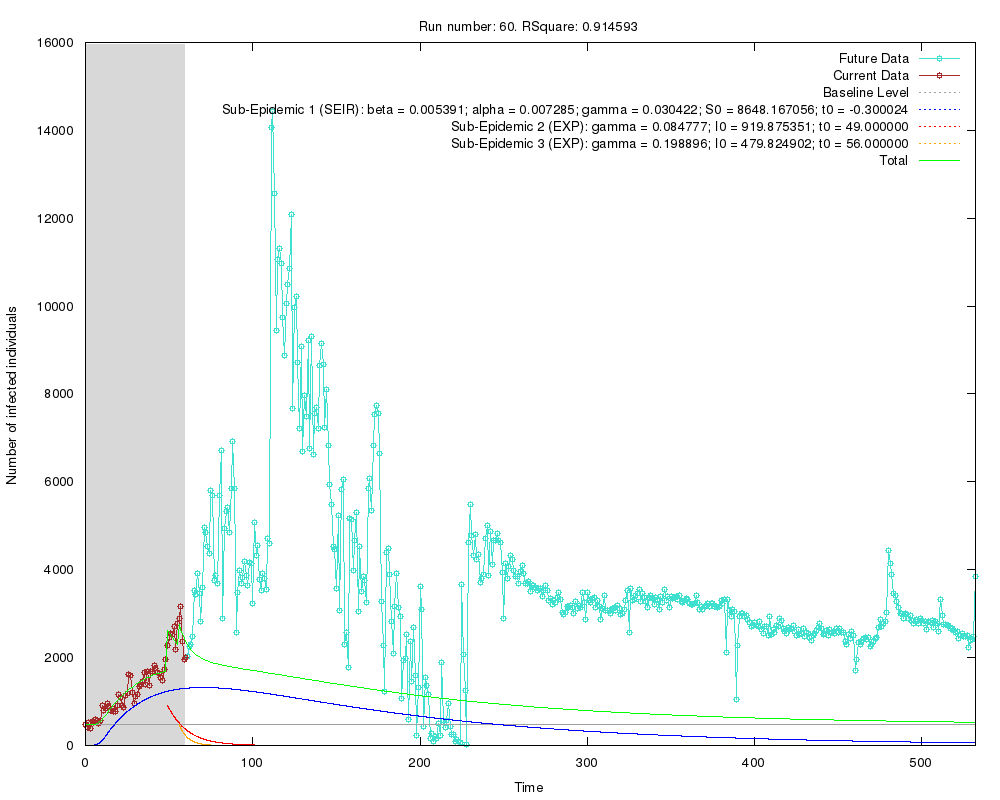 Run number: 60. RSquare: 0.914593
16000
14000
12000
10000
8000
6000
4000
2000
0
Number of infected individuals
Future Data
Current Data
Baseline Level
Sub-Epidemic 1 (SEIR): beta = 0.005391; alpha = 0.007285; gamma = 0.030422; S0 = 8648.167056; t0 = -0.300024
Sub-Epidemic 2 (EXP): gamma = 0.084777; I0 = 919.875351; t0 = 49.000000
Sub-Epidemic 3 (EXP): gamma = 0.198896; I0 = 479.824902; t0 = 56.000000
Total
0
100
200
300
400
500
Time